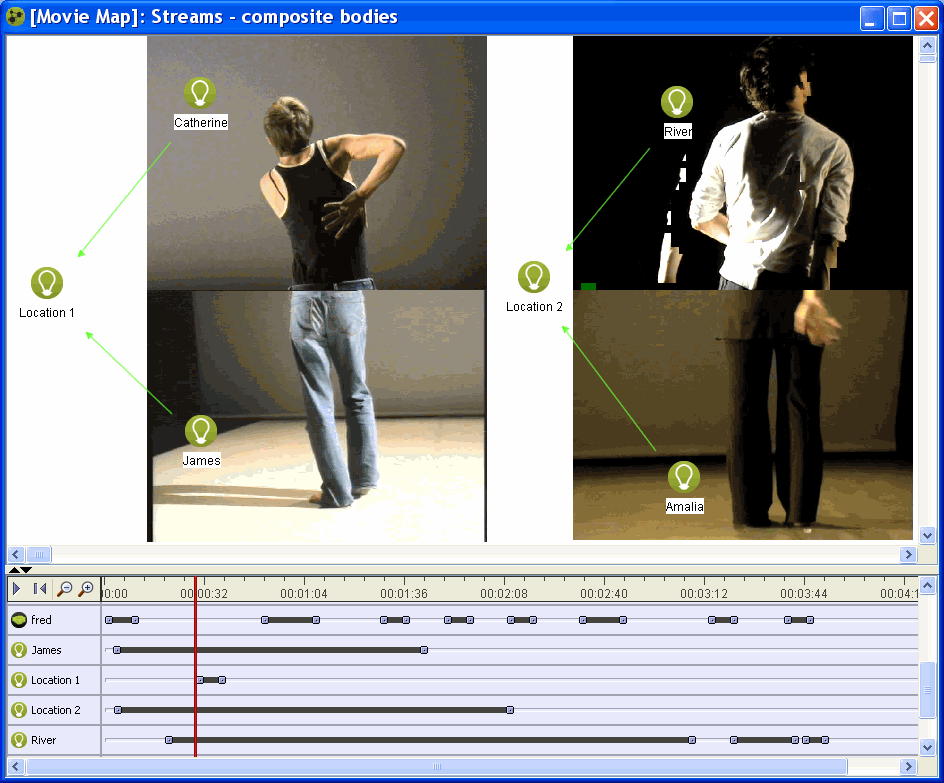 [Movie Map]: Streams - composite bodies
Catherine
River
Location 1
Location 2
James
Amalia
00:00 00:00:32 00:01:04 00:01:36 00:02:08 00:02:40 00:03:12 00:03:44 00:04:1
fred
James
Location 1
Location 2
River